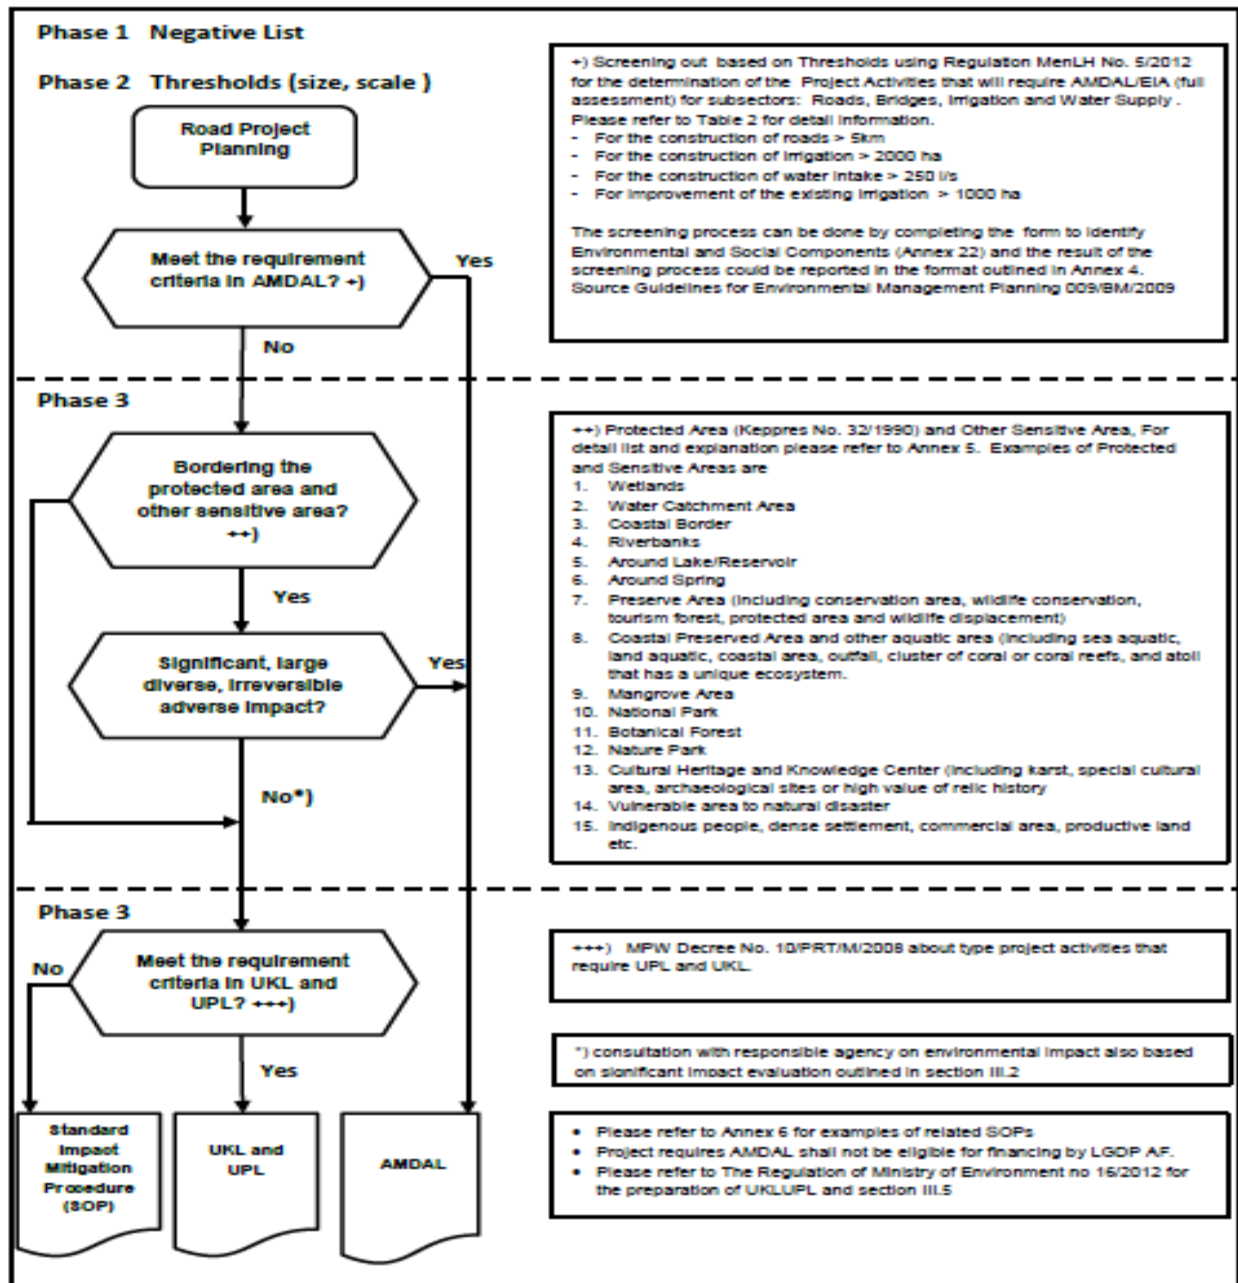 Phase 1 Negative List
Phase 2 Thresholds (size, scale )
Road Project
Planning
Meet the requirement
criteria in AMDAL? +)
Yes
No
+) Screening out based on Thresholds using Regulation MenLH No. 5/2012
for the determination of the Project Activities that will require AMDAL/EIA (full
assessment) for subsectors: Roads, Bridges, Irrigation and Water Supply .
Please refer to Table 2 for detail information.
- For the construction of roads > 5km
- For the construction of irrigation > 2000 ha
- For the construction of water intake > 250 l/s
- For improvement of the existing irrigation > 1000 ha
The screening process can be done by completing the form to identify
Environmental and Social Components (Annex 22) and the result of the
screening process could be reported in the format outlined in Annex 4.
Source Guidelines for Environmental Management Planning 009/BM/2009
Phase 3
Bordering the
protected area and
other sensitive area?
++)
Yes
Significant, large
diverse, irreversible
adverse impact?
Yes
No*)
++) Protected Area (Keppres No. 32/1990) and Other Sensitive Area, For
detail list and explanation please refer to Annex 5. Examples of Protected
and Sensitive Areas are
1. Wetlands
2. Water Catchment Area
3. Coastal Border
4. Riverbanks
5. Around Lake/Reservoir
6. Around Spring
7. Preserve Area (including conservation area, wildlife conservation,
tourism forest, protected area and wildlife displacement)
8. Coastal Preserved Area and other aquatic area (including sea aquatic,
land aquatic, coastal area, outfall, cluster of coral or coral reefs, and atoll
that has a unique ecosystem.
9. Mangrove Area
10. National Park
11. Botanical Forest
12. Nature Park
13. Cultural Heritage and Knowledge Center (including karst, special cultural
area, archaeological sites or high value of relic history
14. Vulnerable area to natural disaster
15. Indigenous people, dense settlement, commercial area, productive land
etc.
Phase 3
No
Meet the requirement
criteria in UKL and
UPL? +++)
Yes
+++) MPW Decree No. 10/PRT/M/2008 about type project activities that
require UPL and UKL.
*) consultation with responsible agency on environmental impact also based
on significant impact evaluation outlined in section III.2
Standard
Impact
Mitigation
Procedure
(SOP)
UKL and
UPL
AMDAL
• Please refer to Annex 6 for examples of related SOPs
• Project requires AMDAL shall not be eligible for financing by LGDP AF.
• Please refer to The Regulation of Ministry of Environment no 16/2012 for
the preparation of UKLUPL and section III.5